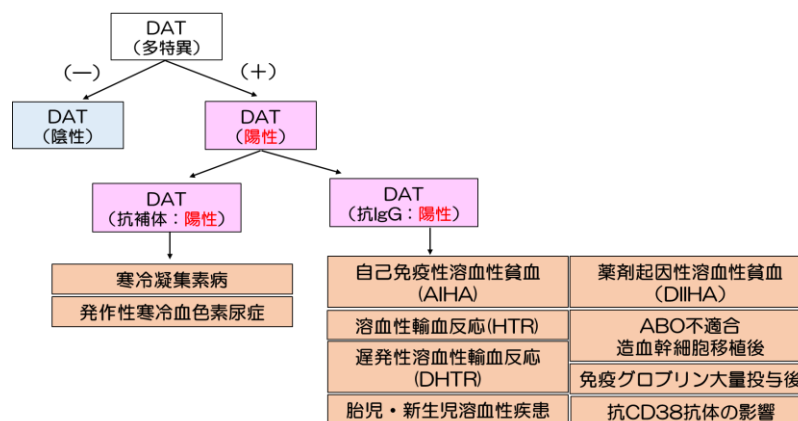 DAT
(多特異)
(—)
(+)
DAT
(陰性)
DAT
(陽性)
DAT
(抗補体:陽性)
DAT
(抗IgG:陽性)
寒冷凝集素病
発作性寒冷血色素尿症
自己免疫性溶血性貧血
(AIHA)
溶血性輸血反応(HTR)
遅発性溶血性輸血反応
(DHTR)
胎児・新生児溶血性疾患
薬剤起因性溶血性貧血
(DIIHA)
ABO不適合
造血幹細胞移植後
免疫グロブリン大量投与後
抗CD38抗体の影響